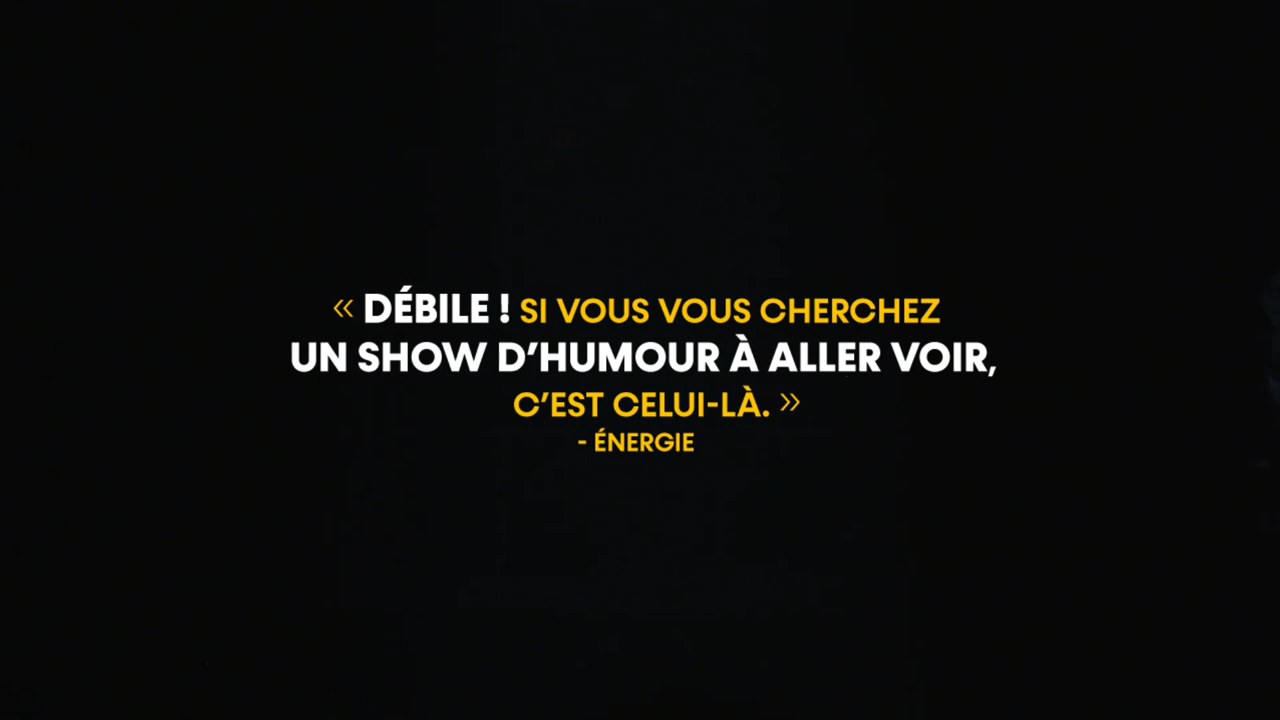 « DÉBILE ! SI VOUS VOUS CHERCHEZ
UN SHOW D’HUMOUR À ALLER VOIR,
C’EST CELUI-LÀ. »
- ÉNERGIE